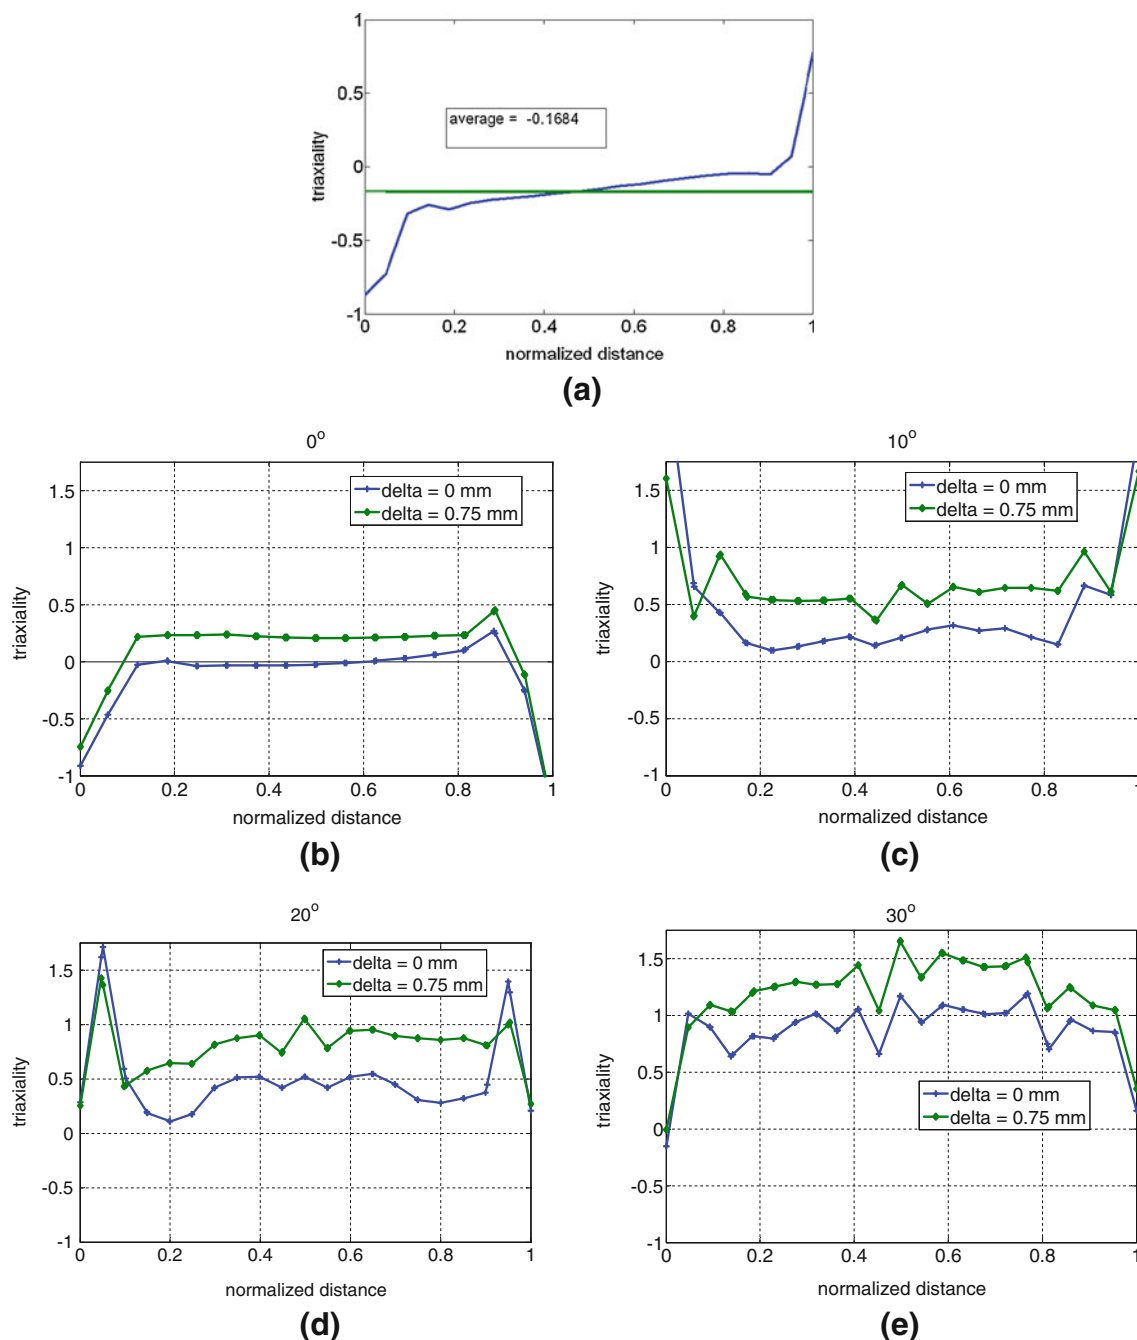 1
0.5
0
-0.5
-1
triaxiality
average = -0.1684
0 0.2 0.4 0.6 0.8 1
normalized distance
(a)
0o
1.5
1
0.5
0
-0.5
-1
triaxiality
delta = 0 mm
delta = 0.75 mm
0 0.2 0.4 0.6 0.8 1
normalized distance
(b)
10o
1.5
1
0.5
0
-0.5
-1
triaxiality
delta = 0 mm
delta = 0.75 mm
0 0.2 0.4 0.6 0.8 1
normalized distance
(c)
20o
1.5
1
0.5
0
-0.5
-1
triaxiality
delta = 0 mm
delta = 0.75 mm
0 0.2 0.4 0.6 0.8 1
normalized distance
(d)
30o
1.5
1
0.5
0
-0.5
-1
triaxiality
delta = 0 mm
delta = 0.75 mm
0 0.2 0.4 0.6 0.8 1
normalized distance
(e)